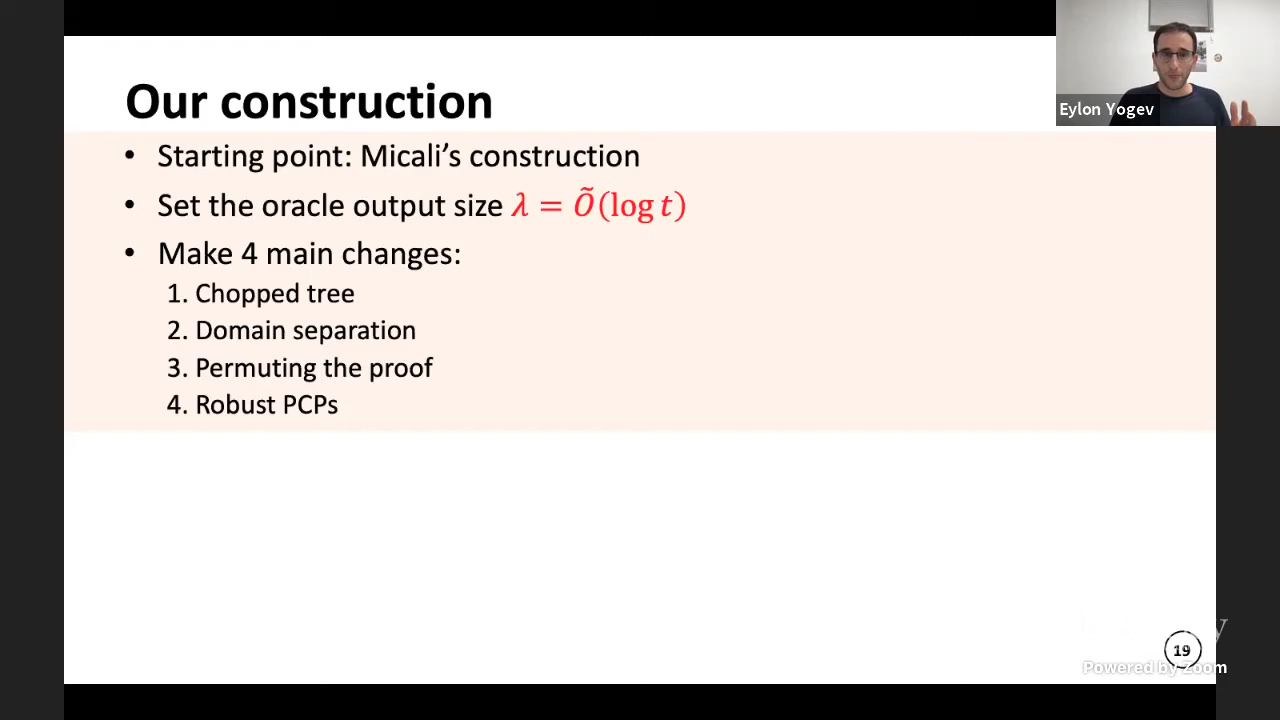 Our construction
• Starting point: Micali's construction
• Set the oracle output size λ = Õ(log t)
• Make 4 main changes:
1. Chopped tree
2. Domain separation
3. Permuting the proof
4. Robust PCPs
Eylon Yogev
19
Powered by Zoom